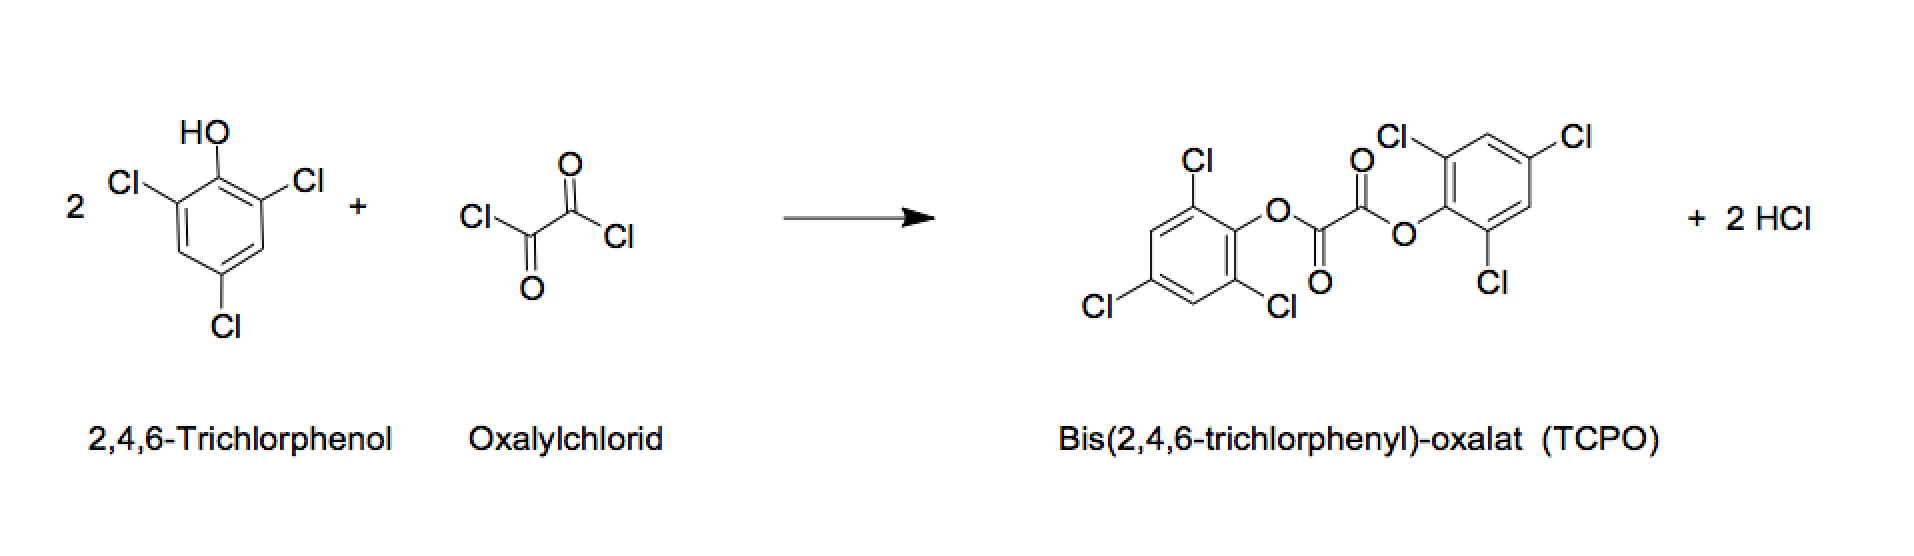 HO
Cl
Cl
2
+
Cl
O
Cl
Cl
O
Cl
O
O
Cl
Cl
O
O
Cl
Cl
Cl
Cl
+ 2 HCl
2,4,6-Trichlorphenol
Oxalylchlorid
Bis(2,4,6-trichlorphenyl)-oxalat (TCPO)